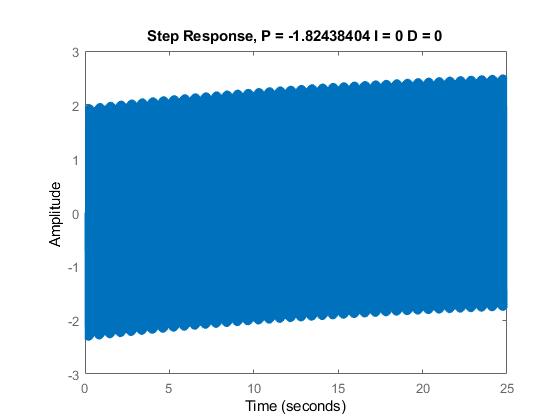 Step Response, P = -1.82438404 I = 0 D = 0
3
2
1
0
-1
-2
-3
Amplitude
0 5 10 15 20 25
Time (seconds)